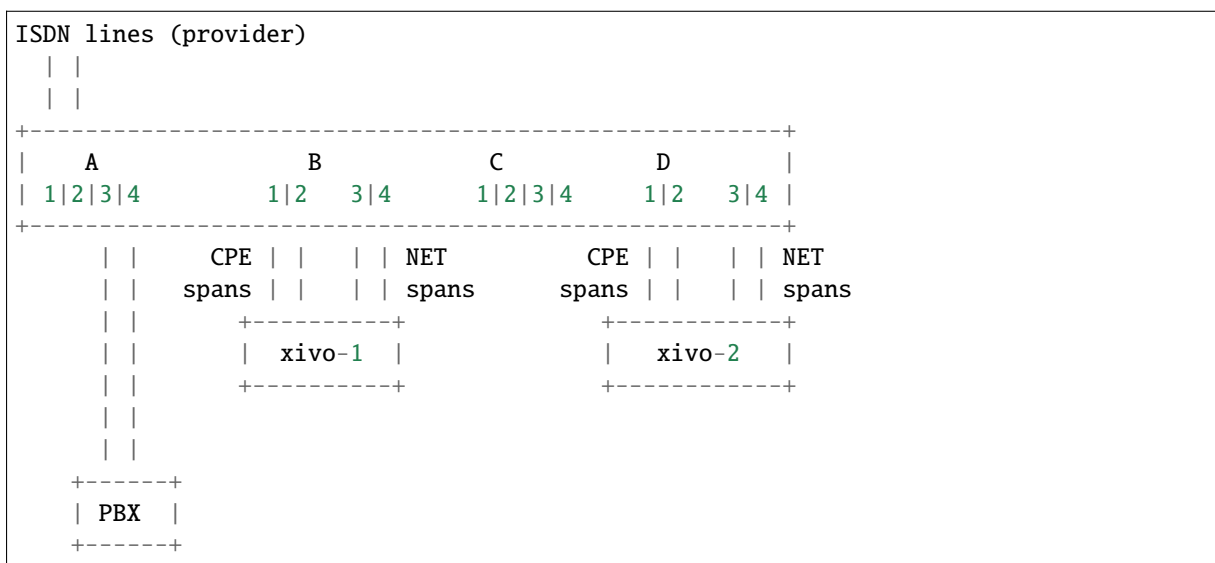 ISDN lines (provider)
  | |
  | |
+------------------------------------------------------+
|    A               B            C           D        |
| 1|2|3|4         1|2   3|4      1|2|3|4     1|2   3|4 |
+------------------------------------------------------+
      | |     CPE | |   | | NET         CPE | |   | | NET
      | |   spans | |   | | spans     spans | |   | | spans
      | |       +----------+              +------------+
      | |       |  xivo-1  |              |   xivo-2   |
      | |       +----------+              +------------+
      | |
      | |
    +------+
    | PBX  |
    +------+